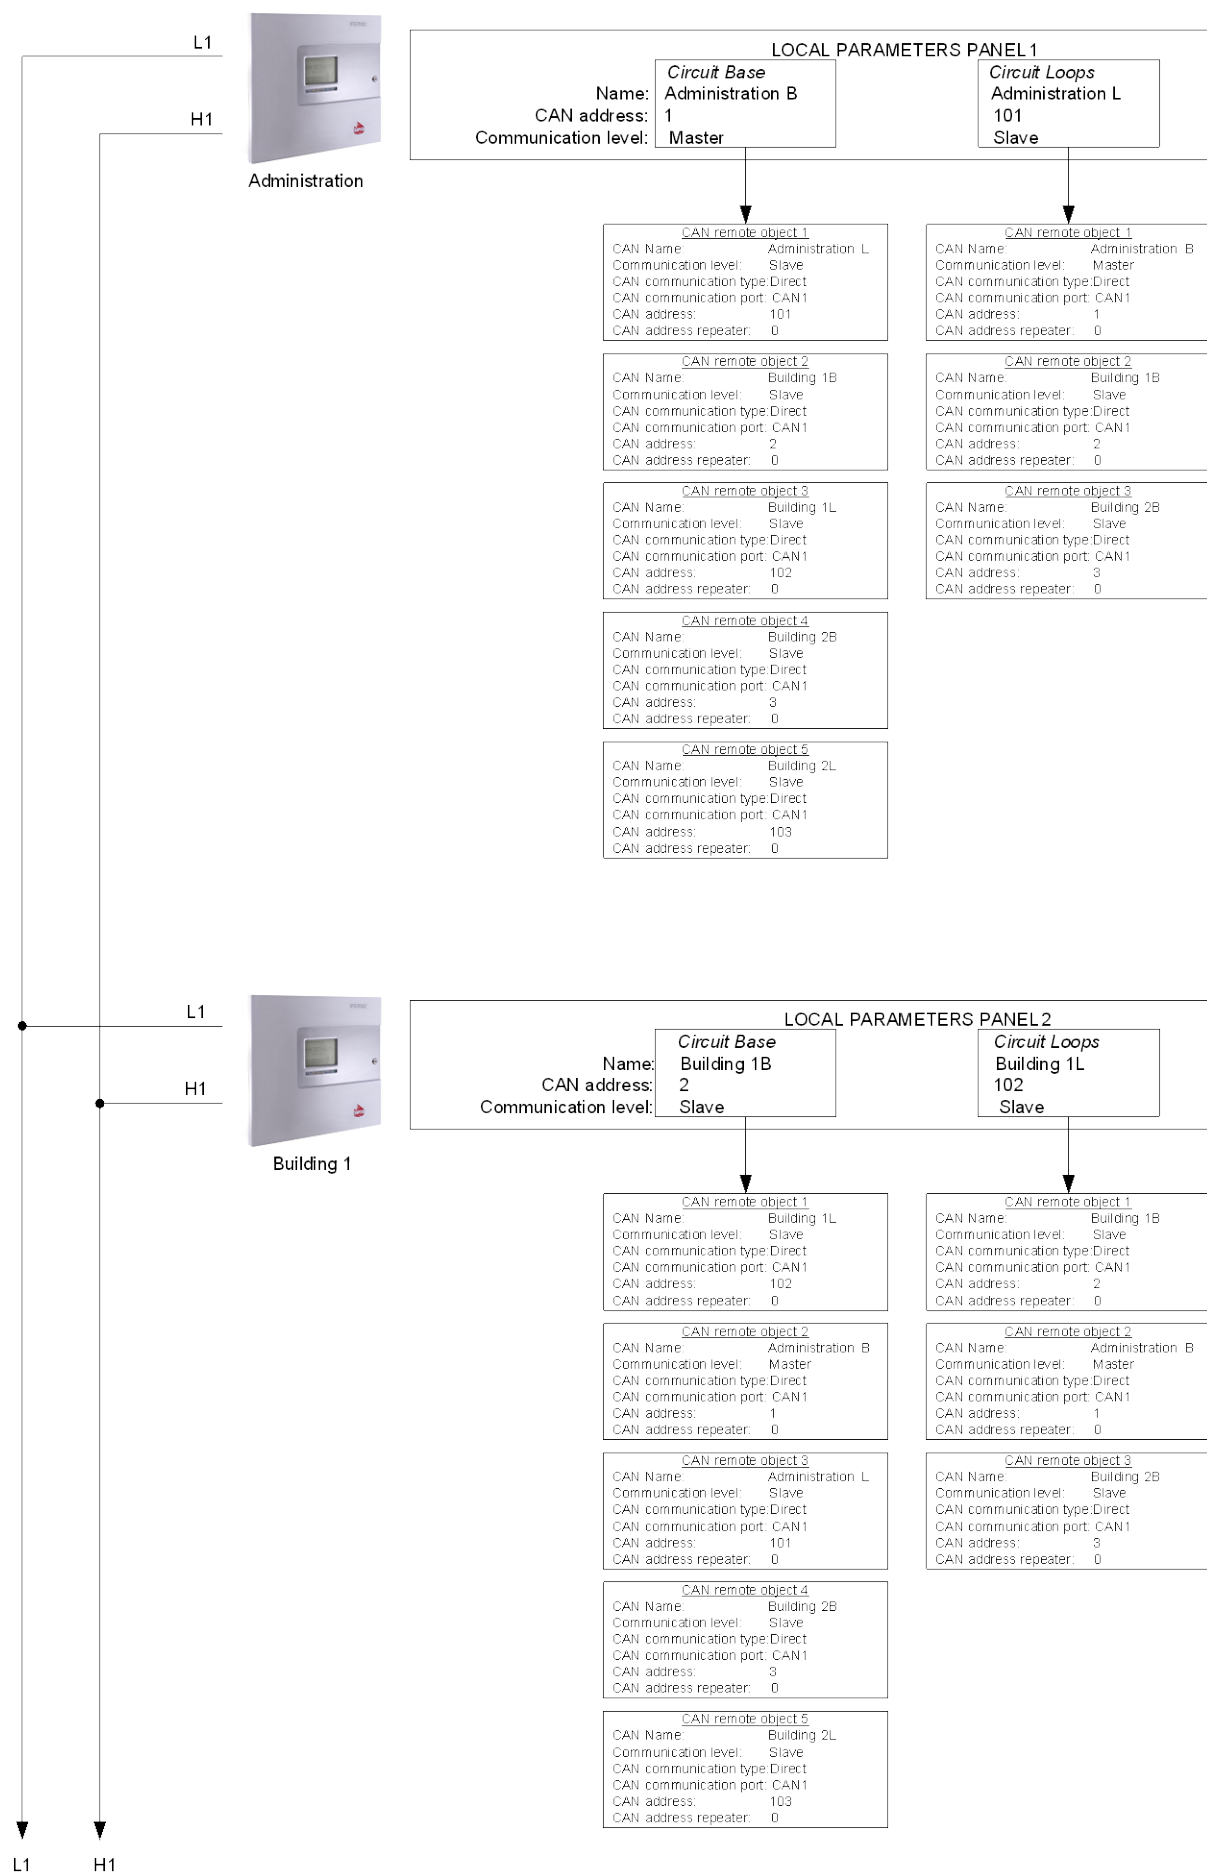 L1
H1
Administration
LOCAL PARAMETERS PANEL 1
Circuit Base
Circuit Loops
Name: Administration B
Administration L
CAN address: 1
101
Communication level: Master
Slave
CAN remote object 1
CAN Name: Administration L
Communication level: Slave
CAN communication type: Direct
CAN communication port: CAN1
CAN address: 101
CAN address repeater: 0
CAN remote object 2
CAN Name: Building 1B
Communication level: Slave
CAN communication type: Direct
CAN communication port: CAN1
CAN address: 2
CAN address repeater: 0
CAN remote object 3
CAN Name: Building 1L
Communication level: Slave
CAN communication type: Direct
CAN communication port: CAN1
CAN address: 102
CAN address repeater: 0
CAN remote object 4
CAN Name: Building 2B
Communication level: Slave
CAN communication type: Direct
CAN communication port: CAN1
CAN address: 3
CAN address repeater: 0
CAN remote object 5
CAN Name: Building 2L
Communication level: Slave
CAN communication type: Direct
CAN communication port: CAN1
CAN address: 103
CAN address repeater: 0
CAN remote object 1
CAN Name: Administration B
Communication level: Master
CAN communication type: Direct
CAN communication port: CAN1
CAN address: 1
CAN address repeater: 0
CAN remote object 2
CAN Name: Building 1B
Communication level: Slave
CAN communication type: Direct
CAN communication port: CAN1
CAN address: 2
CAN address repeater: 0
CAN remote object 3
CAN Name: Building 2B
Communication level: Slave
CAN communication type: Direct
CAN communication port: CAN1
CAN address: 3
CAN address repeater: 0
L1
H1
Building 1
LOCAL PARAMETERS PANEL 2
Circuit Base
Circuit Loops
Name: Building 1B
Building 1L
CAN address: 2
102
Communication level: Slave
Slave
CAN remote object 1
CAN Name: Building 1L
Communication level: Slave
CAN communication type: Direct
CAN communication port: CAN1
CAN address: 102
CAN address repeater: 0
CAN remote object 2
CAN Name: Administration B
Communication level: Master
CAN communication type: Direct
CAN communication port: CAN1
CAN address: 1
CAN address repeater: 0
CAN remote object 3
CAN Name: Administration L
Communication level: Slave
CAN communication type: Direct
CAN communication port: CAN1
CAN address: 101
CAN address repeater: 0
CAN remote object 4
CAN Name: Building 2B
Communication level: Slave
CAN communication type: Direct
CAN communication port: CAN1
CAN address: 3
CAN address repeater: 0
CAN remote object 5
CAN Name: Building 2L
Communication level: Slave
CAN communication type: Direct
CAN communication port: CAN1
CAN address: 103
CAN address repeater: 0
CAN remote object 1
CAN Name: Building 1B
Communication level: Slave
CAN communication type: Direct
CAN communication port: CAN1
CAN address: 2
CAN address repeater: 0
CAN remote object 2
CAN Name: Administration B
Communication level: Master
CAN communication type: Direct
CAN communication port: CAN1
CAN address: 1
CAN address repeater: 0
CAN remote object 3
CAN Name: Building 2B
Communication level: Slave
CAN communication type: Direct
CAN communication port: CAN1
CAN address: 3
CAN address repeater: 0
L1
H1